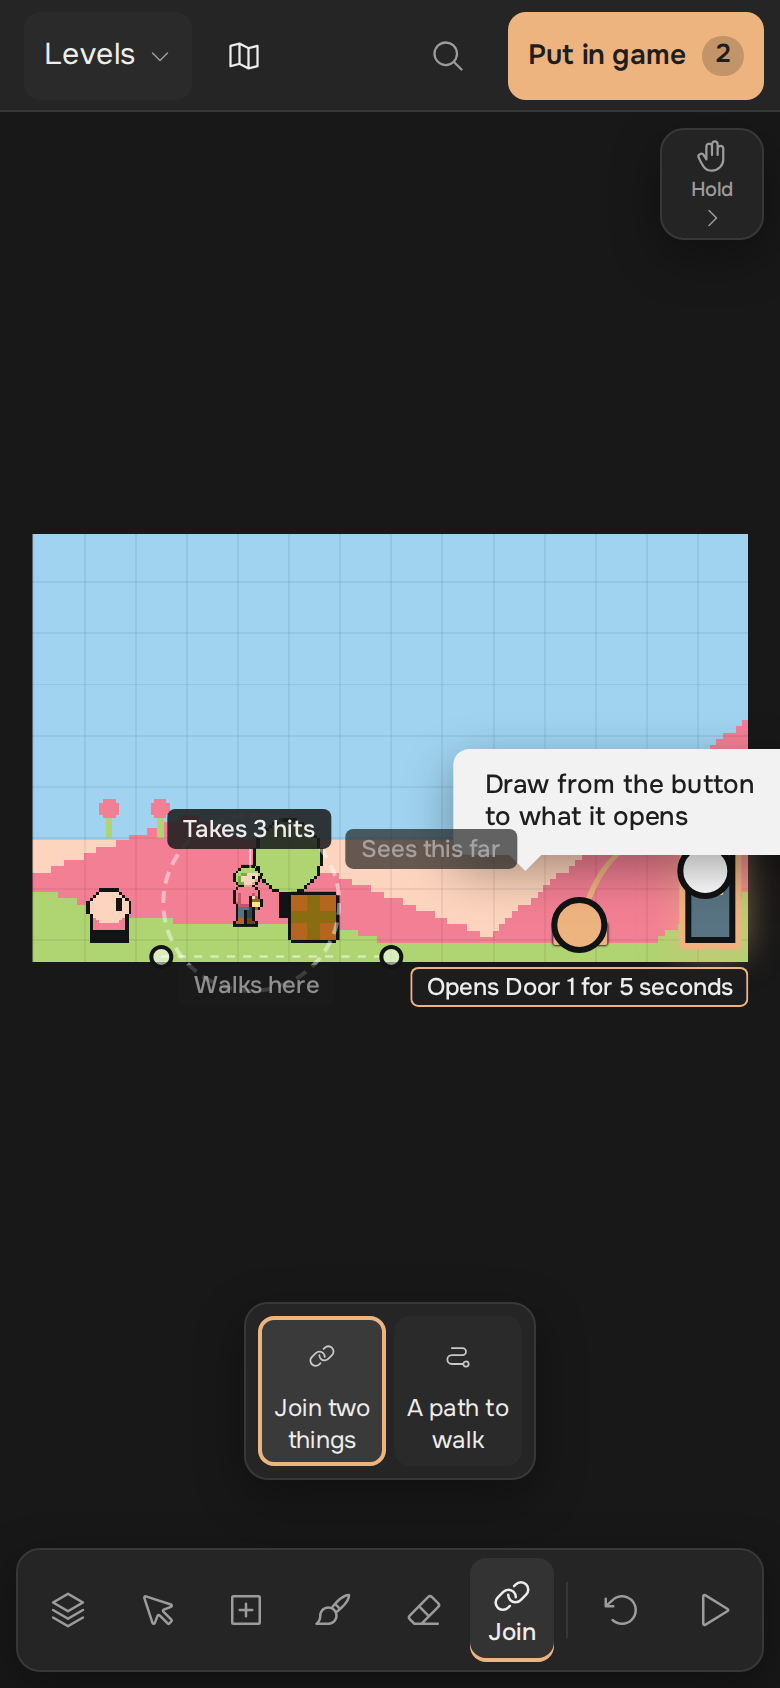 Levels
Put in game 2
Hold
Draw from the button
to what it opens
Takes 3 hits
Sees this far
Walks here
Opens Door 1 for 5 seconds
Join two
things
A path to
walk
Join